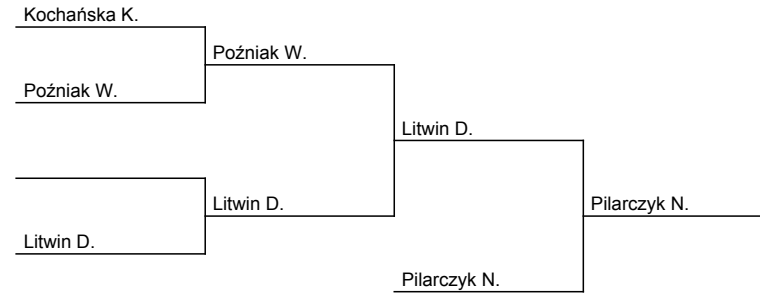 Kochańska K.
Poźniak W.
Poźniak W.
Litwin D.
Litwin D.
Litwin D.
Pilarczyk N.
Pilarczyk N.